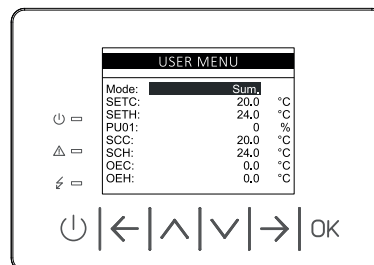 USER MENU
Mode: Sum.
SETC: 20.0 °C
SETH: 24.0 °C
PU01: 0 %
SCC: 20.0 °C
SCH: 24.0 °C
OEC: 0.0 °C
OEH: 0.0 °C
OK